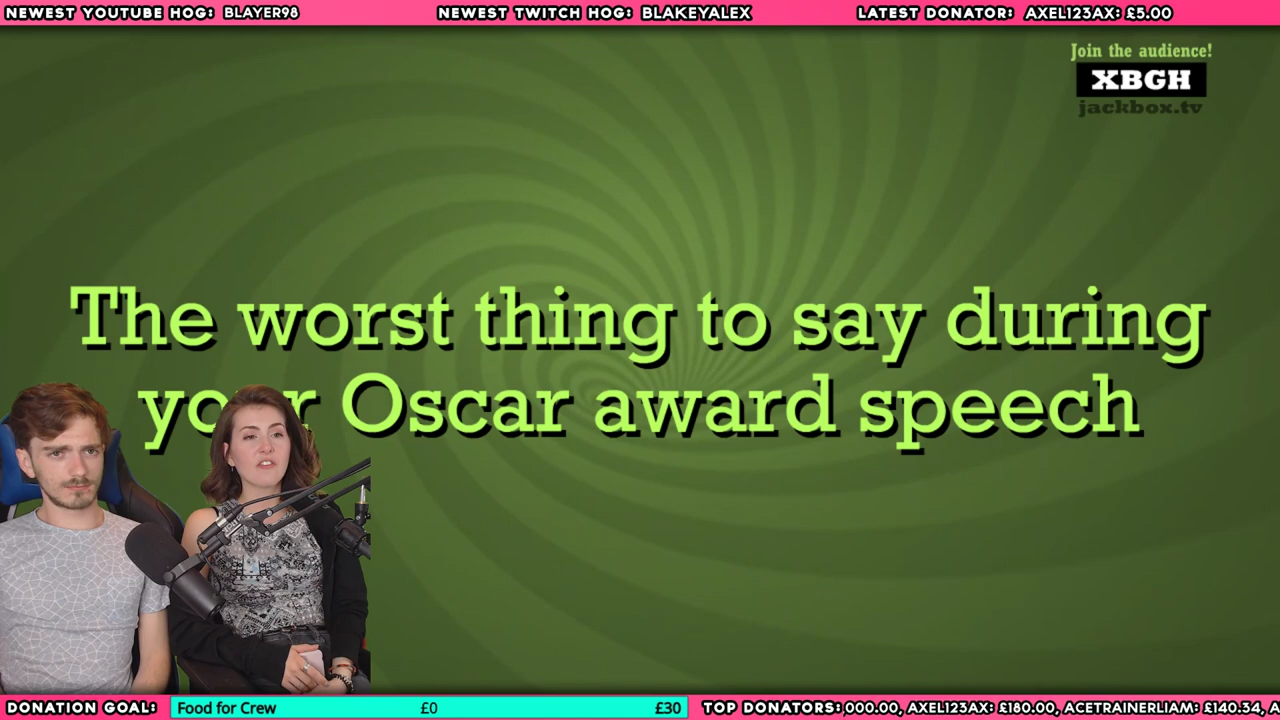 NEWEST YOUTUBE HOG: BLAYER98 NEWEST TWITCH HOG: BLAKEYALEX LATEST DONATOR: AXEL123AX: £5.00
Join the audience!
XBGH
jackbox.tv
The worst thing to say during
your Oscar award speech
DONATION GOAL: Food for Crew £0 £30 TOP DONATORS: 000.00, AXEL123AX: £180.00, ACETRAINERLIAM: £140.34, A